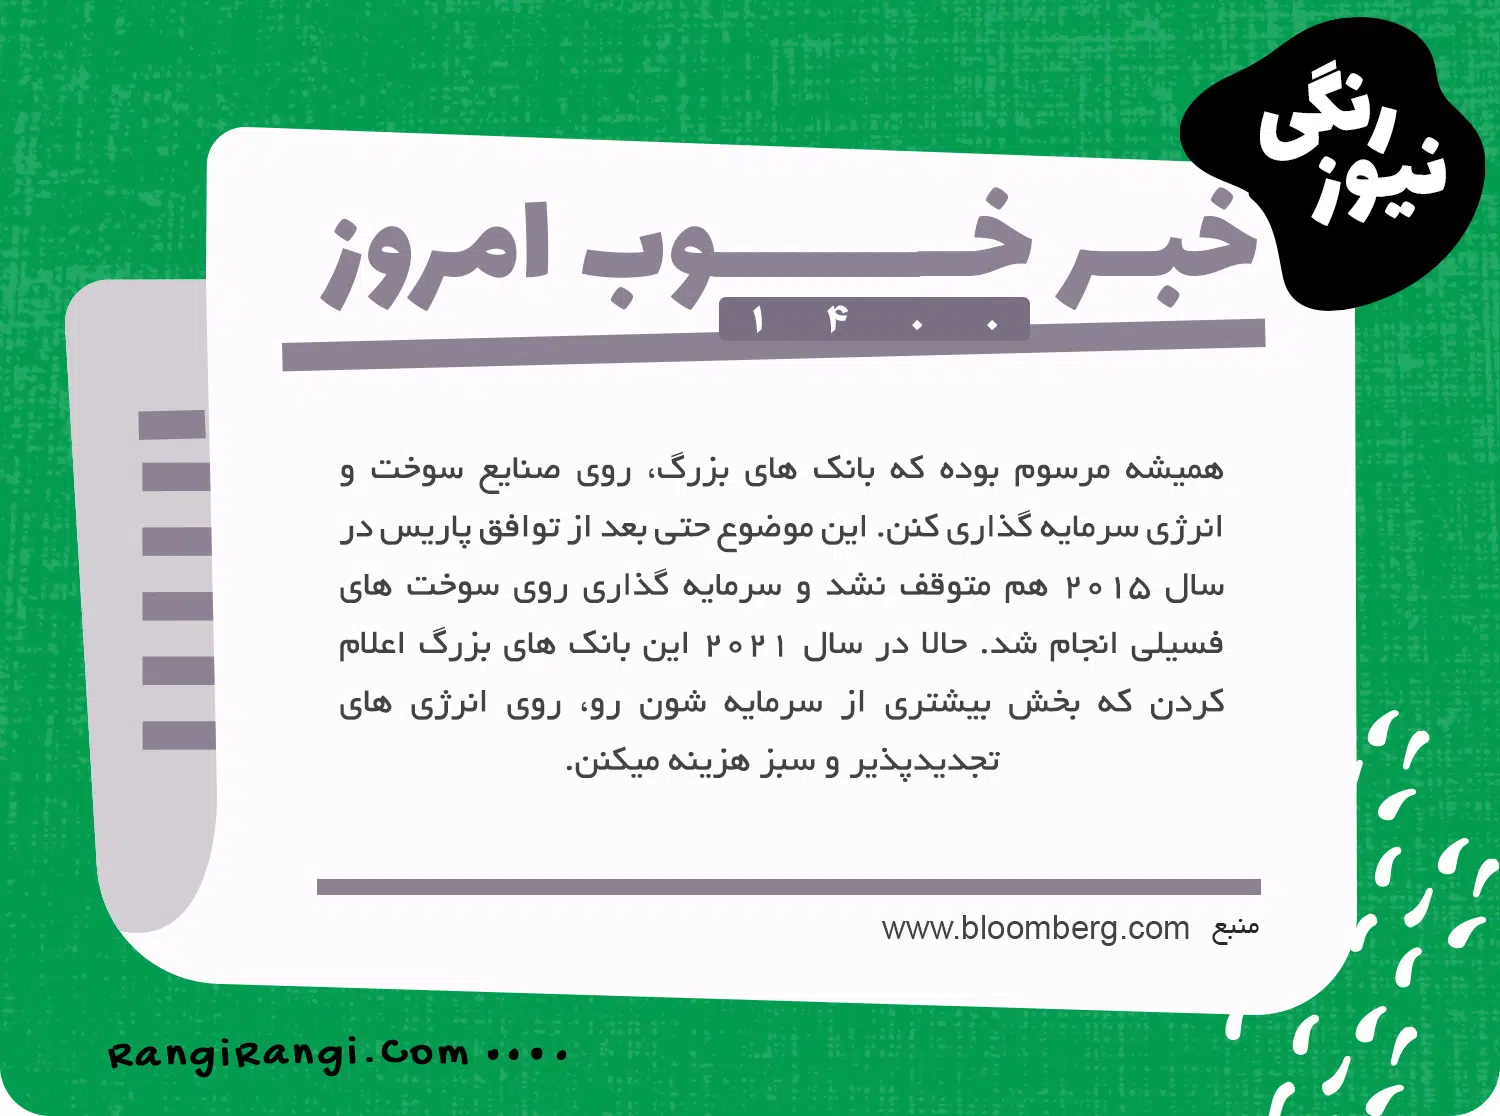 رنگی
نیوز
خبر خوب امروز
۱۴۰۰
همیشه مرسوم بوده که بانک های بزرگ، روی صنایع سوخت و
انرژی سرمایه گذاری کنن. این موضوع حتی بعد از توافق پاریس در
سال ۲۰۱۵ هم متوقف نشد و سرمایه گذاری روی سوخت های
فسیلی انجام شد. حالا در سال ۲۰۲۱ این بانک های بزرگ اعلام
کردن که بخش بیشتری از سرمایه شون رو، روی انرژی های
تجدیدپذیر و سبز هزینه میکنن.
منبع www.bloomberg.com
RangiRangi.Com ....